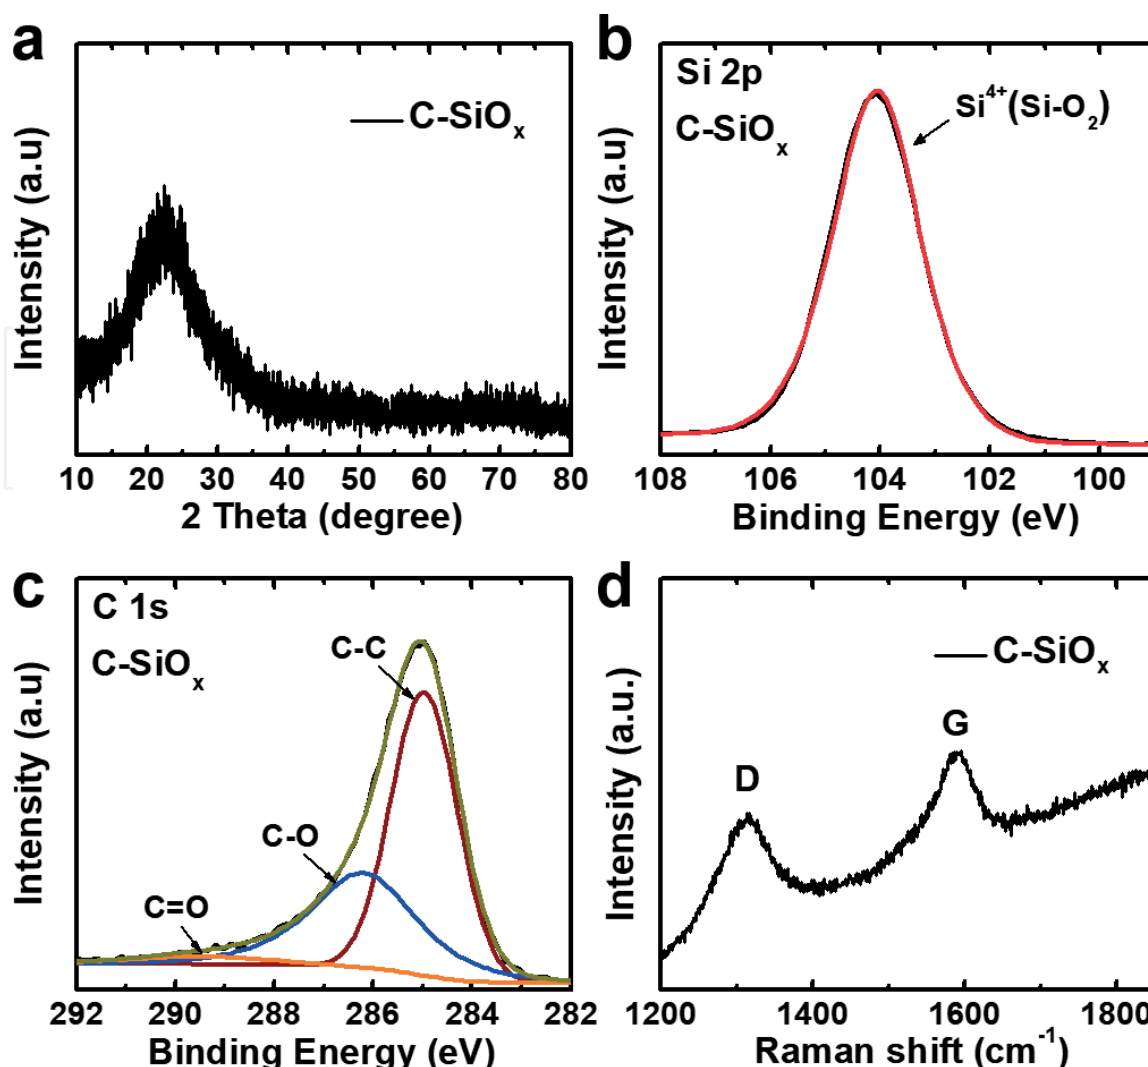 a
C-SiOx
Intensity (a.u)
10 20 30 40 50 60 70 80
2 Theta (degree)
b
Si 2p
C-SiOx
Si4+(Si-O2)
Intensity (a.u)
108 106 104 102 100
Binding Energy (eV)
c
C 1s
C-SiOx
C-C
C-O
C=O
Intensity (a.u)
292 290 288 286 284 282
Binding Energy (eV)
d
C-SiOx
D
G
Intensity (a.u.)
1200 1400 1600 1800
Raman shift (cm-1)